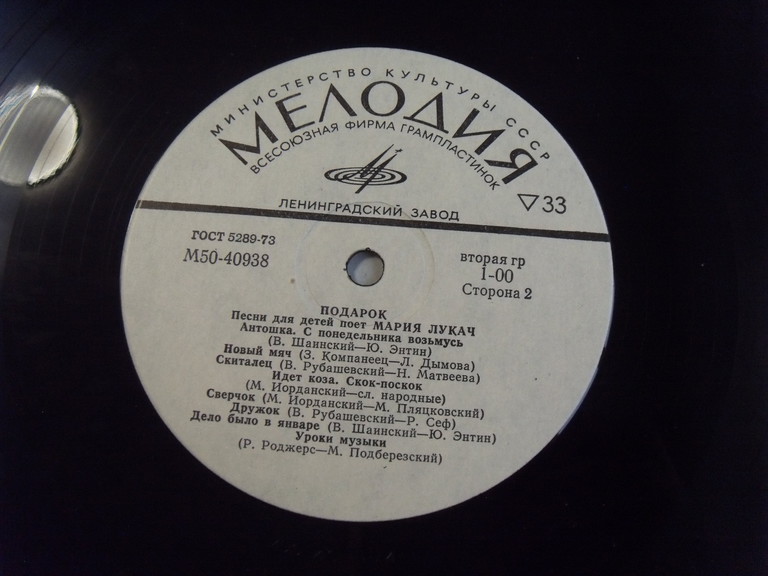 МИНИСТЕРСТВО КУЛЬТУРЫ СССР
МЕЛОДИЯ
ВСЕСОЮЗНАЯ ФИРМА ГРАМПЛАСТИНОК
ЛЕНИНГРАДСКИЙ ЗАВОД
▽33
ГОСТ 5289-73
М50-40938
вторая гр
1-00
Сторона 2
ПОДАРОК
Песни для детей поет МАРИЯ ЛУКАЧ
Антошка. С понедельника возьмусь
(В. Шаинский—Ю. Энтин)
Новый мяч (З. Компанеец—Л. Дымова)
Скиталец (В. Рубашевский—Н. Матвеева)
Идет коза. Скок-поскок
(М. Иорданский—сл. народные)
Сверчок (М. Иорданский—М. Пляцковский)
Дружок (В. Рубашевский—Р. Сеф)
Дело было в январе (В. Шаинский—Ю. Энтин)
Уроки музыки
(Р. Роджерс—М. Подберезский)